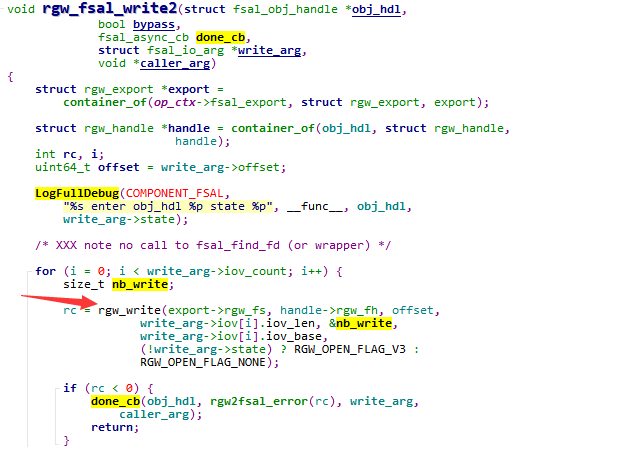 void rgw_fsal_write2(struct fsal_obj_handle *obj_hdl,
bool bypass,
fsal_async_cb done_cb,
struct fsal_io_arg *write_arg,
void *caller_arg)
{
struct rgw_export *export =
container_of(op_ctx->fsal_export, struct rgw_export, export);
struct rgw_handle *handle = container_of(obj_hdl, struct rgw_handle,
handle);
int rc, i;
uint64_t offset = write_arg->offset;
LogFullDebug(COMPONENT_FSAL,
"%s enter obj_hdl %p state %p", __func__, obj_hdl,
write_arg->state);
/* XXX note no call to fsal_find_fd (or wrapper) */
for (i = 0; i < write_arg->iov_count; i++) {
size_t nb_write;
rc = rgw_write(export->rgw_fs, handle->rgw_fh, offset,
write_arg->iov[i].iov_len, &nb_write,
write_arg->iov[i].iov_base,
(!write_arg->state) ? RGW_OPEN_FLAG_V3 :
RGW_OPEN_FLAG_NONE);
if (rc < 0) {
done_cb(obj_hdl, rgw2fsal_error(rc), write_arg,
caller_arg);
return;
}